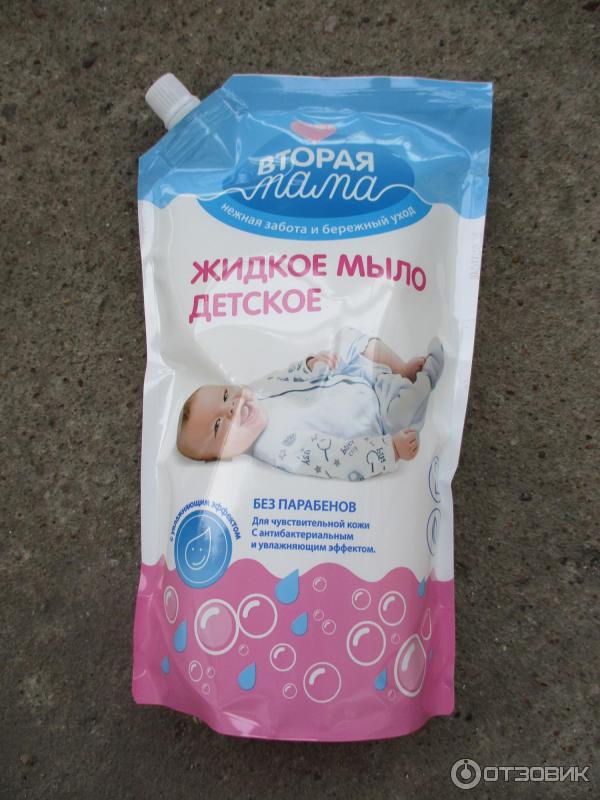 ВТОРАЯ
мама
нежная забота и бережный уход
ЖИДКОЕ МЫЛО
ДЕТСКОЕ
БЕЗ ПАРАБЕНОВ
Для чувствительной кожи
С антибактериальным
и увлажняющим эффектом.
с увлажняющим эффектом
ОТЗОВИК